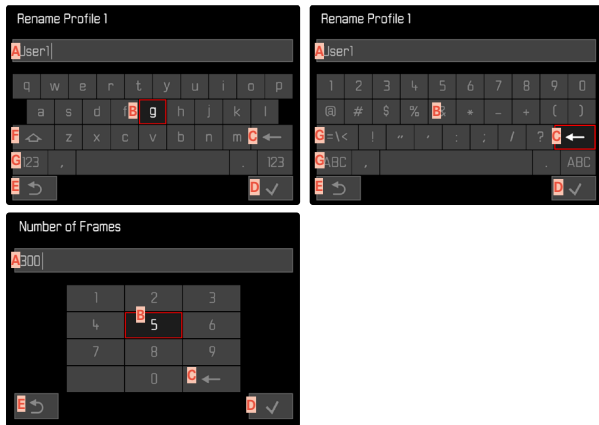 Rename Profile 1
A User1
q w e r t y u i o p
a s d f B g h j k l
F z x c v b n m C
G 123 , . 123
E D
Rename Profile 1
A User1
1 2 3 4 5 6 7 8 9 0
@ # $ % B & * - + ( )
G =\< ! " ' : ; / ? C
G ABC , . ABC
E D
Number of Frames
A 300
1 2 3
B
4 5 6
7 8 9
0 C
E D